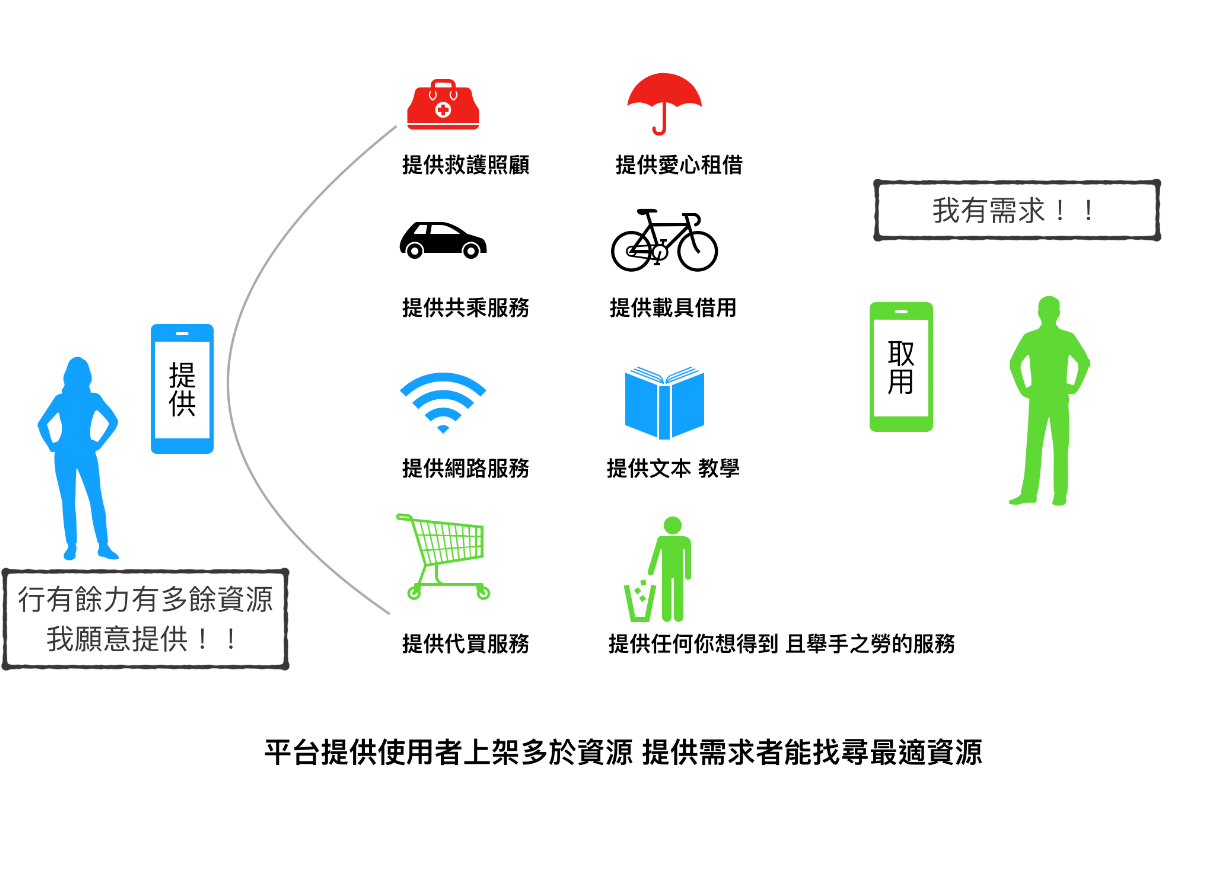 提供救護照顧
提供愛心租借
我有需求！！
提供共乘服務
提供載具借用
提供
取用
提供網路服務
提供文本 教學
行有餘力有多餘資源
我願意提供！！
提供代買服務
提供任何你想得到 且舉手之勞的服務
平台提供使用者上架多於資源 提供需求者能找尋最適資源